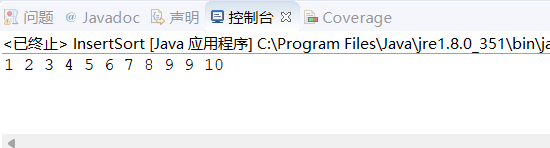 问题 @ Javadoc 声明 控制台 Coverage
<已终止> InsertSort [Java 应用程序] C:\Program Files\Java\jre1.8.0_351\bin\ja
1 2 3 4 5 6 7 8 9 9 10